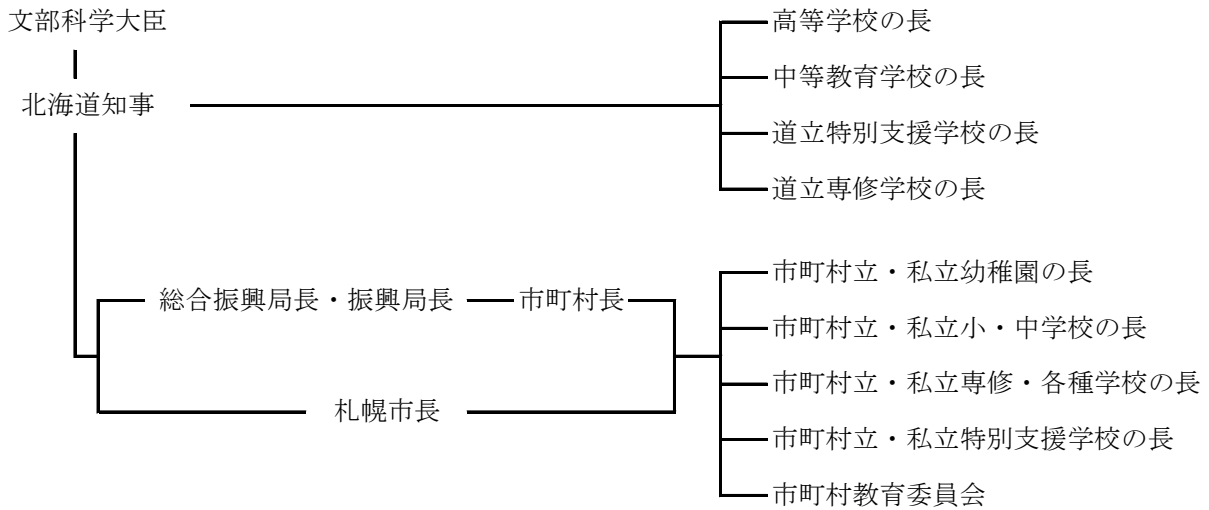 文部科学大臣
北海道知事
高等学校の長
中等教育学校の長
道立特別支援学校の長
道立専修学校の長
総合振興局長・振興局長
市町村長
札幌市長
市町村立・私立幼稚園の長
市町村立・私立小・中学校の長
市町村立・私立専修・各種学校の長
市町村立・私立特別支援学校の長
市町村教育委員会